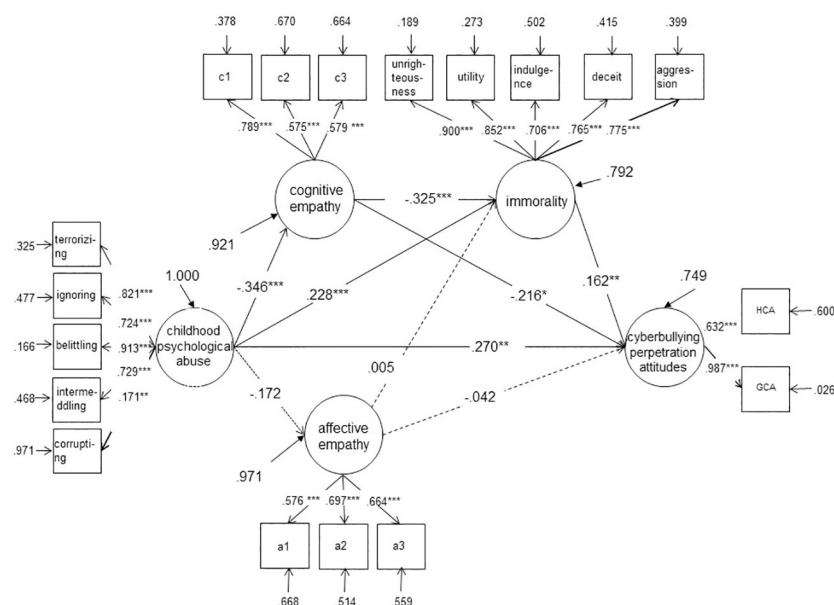 .378 .670 .664 .189 .273 .502 .415 .399
c1 c2 c3 unrigh-
teous-
ness utility indulge-
nce deceit aggres-
sion
.789*** .575*** .579 *** .900*** .852*** .706*** .765*** .775***
cognitive
empathy
-.325***
immorality
.792
.921
terrorizi-
ng
.325
1.000
-.346***
.228***
-.216*
.162**
.749
ignoring
.477
.821***
.724***
belittling
.166
.913***
.729***
childhood
psychological
abuse
.270**
cyberbullying
perpetration
attitudes
HCA
.600
.632***
.987***
GCA
.026
interme-
ddling
.468
.171**
.005
-.172
-.042
corrupti-
ng
.971
affective
empathy
.971
.576 *** .697*** .664***
a1 a2 a3
.668 .514 .559